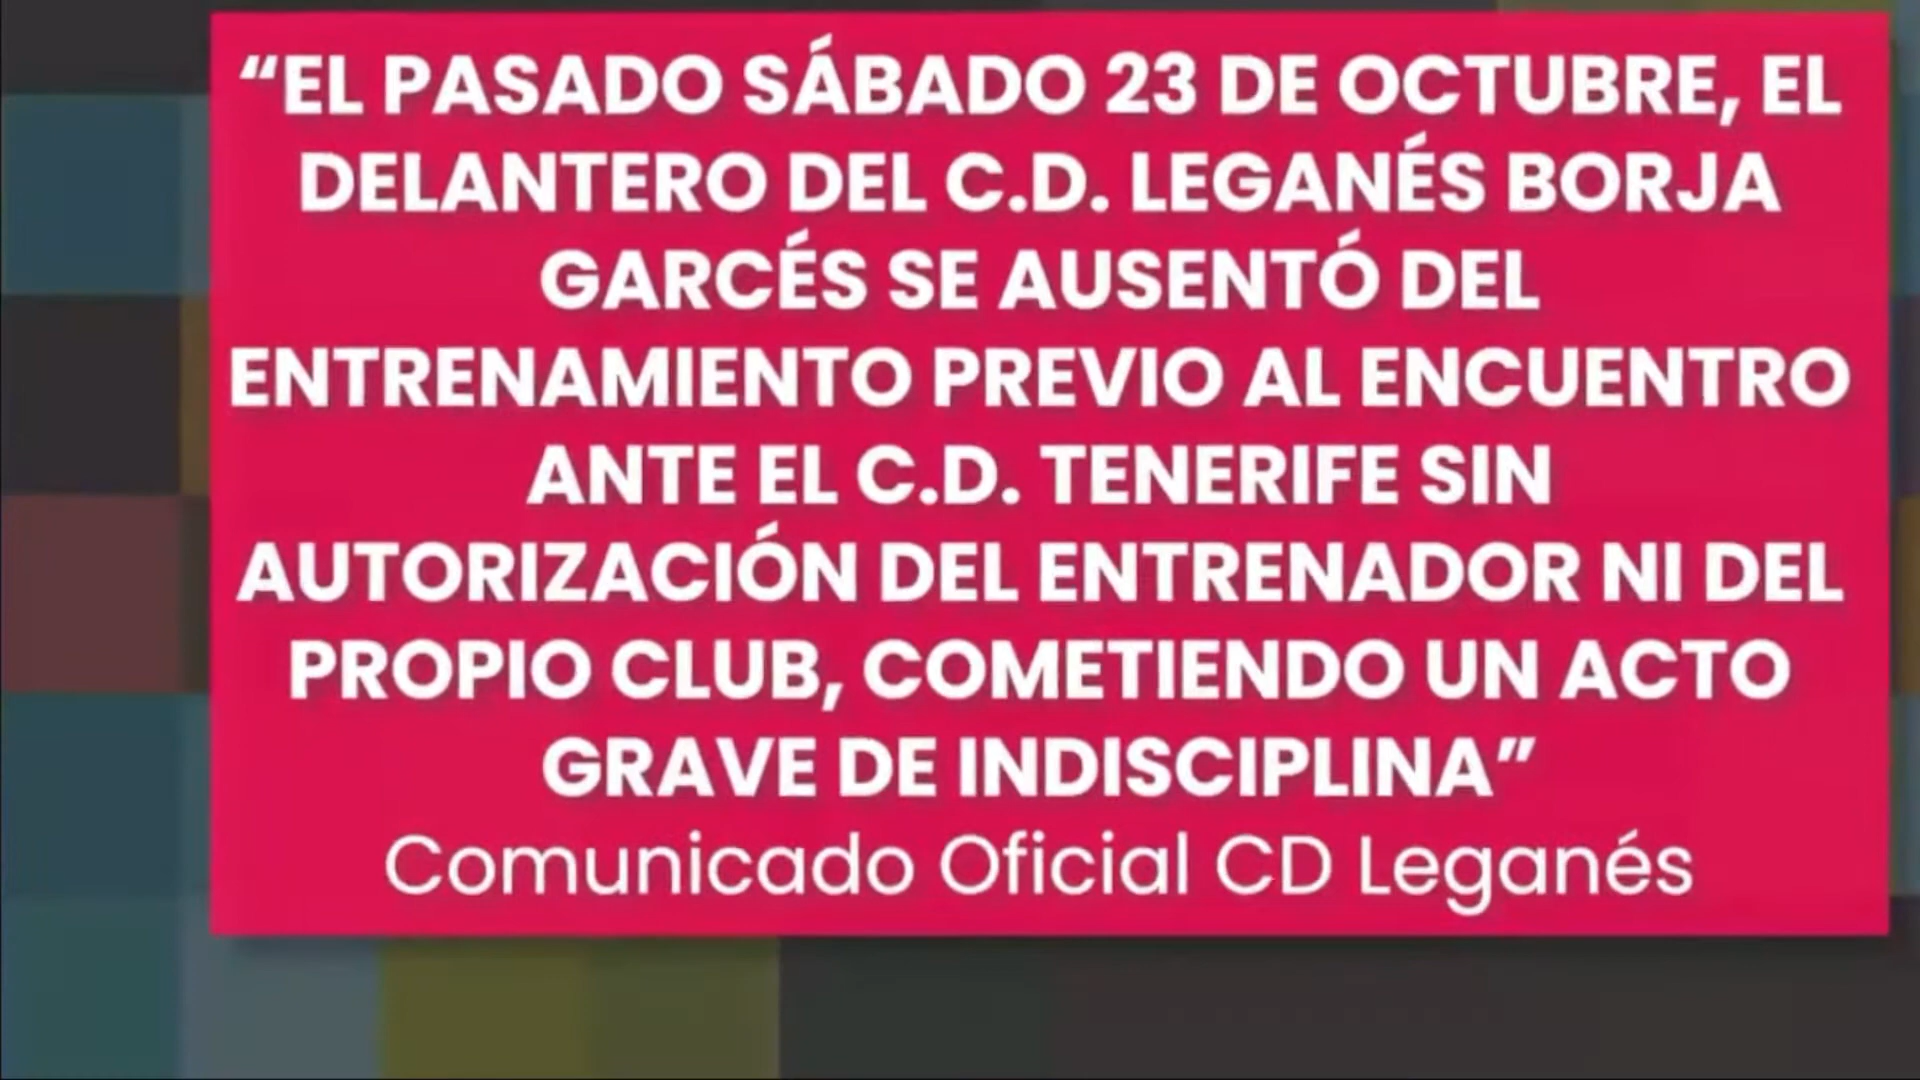 “EL PASADO SÁBADO 23 DE OCTUBRE, EL
DELANTERO DEL C.D. LEGANÉS BORJA
GARCÉS SE AUSENTÓ DEL
ENTRENAMIENTO PREVIO AL ENCUENTRO
ANTE EL C.D. TENERIFE SIN
AUTORIZACIÓN DEL ENTRENADOR NI DEL
PROPIO CLUB, COMETIENDO UN ACTO
GRAVE DE INDISCIPLINA”
Comunicado Oficial CD Leganés